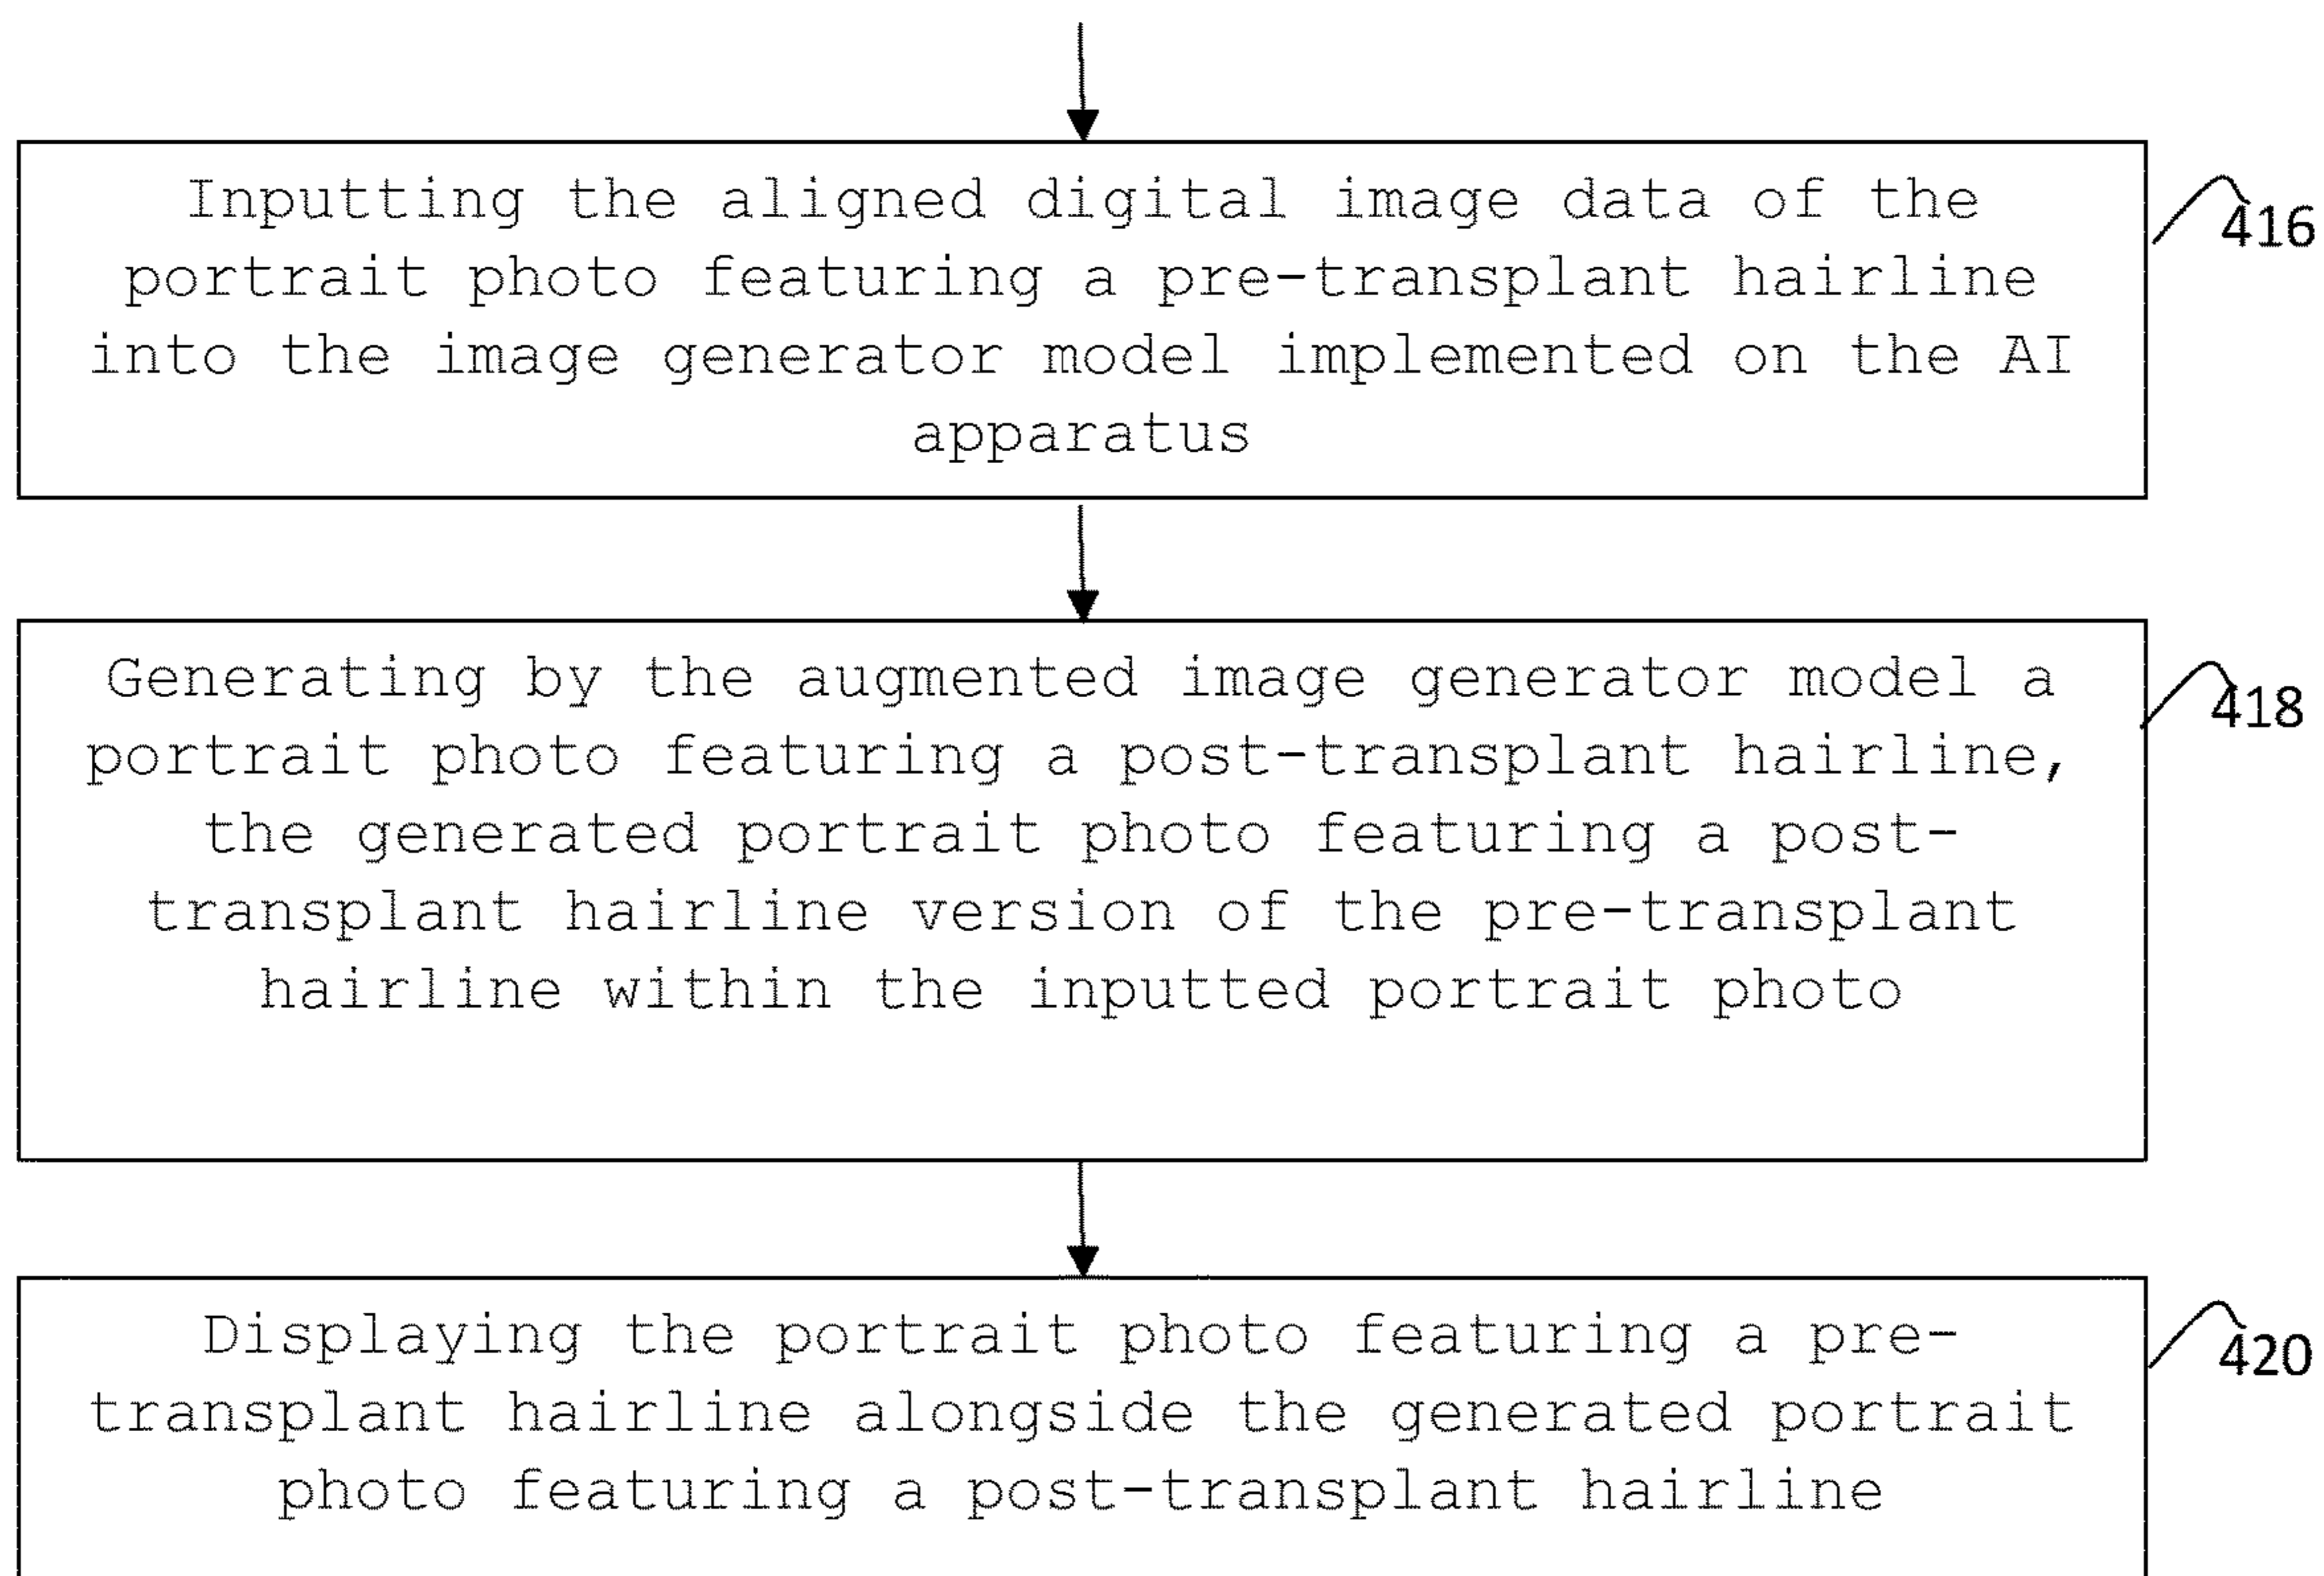 Inputting the aligned digital image data of the
portrait photo featuring a pre-transplant hairline
into the image generator model implemented on the AI
apparatus
416
Generating by the augmented image generator model a
portrait photo featuring a post-transplant hairline,
the generated portrait photo featuring a post-
transplant hairline version of the pre-transplant
hairline within the inputted portrait photo
418
Displaying the portrait photo featuring a pre-
transplant hairline alongside the generated portrait
photo featuring a post-transplant hairline
420